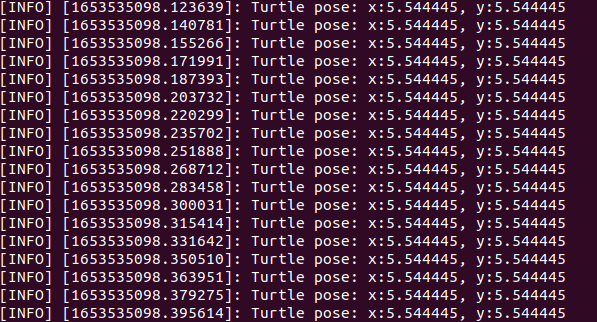 [INFO] [1653535098.123639]: Turtle pose: x:5.544445, y:5.544445
[INFO] [1653535098.140781]: Turtle pose: x:5.544445, y:5.544445
[INFO] [1653535098.155266]: Turtle pose: x:5.544445, y:5.544445
[INFO] [1653535098.171991]: Turtle pose: x:5.544445, y:5.544445
[INFO] [1653535098.187393]: Turtle pose: x:5.544445, y:5.544445
[INFO] [1653535098.203732]: Turtle pose: x:5.544445, y:5.544445
[INFO] [1653535098.220299]: Turtle pose: x:5.544445, y:5.544445
[INFO] [1653535098.235702]: Turtle pose: x:5.544445, y:5.544445
[INFO] [1653535098.251888]: Turtle pose: x:5.544445, y:5.544445
[INFO] [1653535098.268712]: Turtle pose: x:5.544445, y:5.544445
[INFO] [1653535098.283458]: Turtle pose: x:5.544445, y:5.544445
[INFO] [1653535098.300031]: Turtle pose: x:5.544445, y:5.544445
[INFO] [1653535098.315414]: Turtle pose: x:5.544445, y:5.544445
[INFO] [1653535098.331642]: Turtle pose: x:5.544445, y:5.544445
[INFO] [1653535098.350510]: Turtle pose: x:5.544445, y:5.544445
[INFO] [1653535098.363951]: Turtle pose: x:5.544445, y:5.544445
[INFO] [1653535098.379275]: Turtle pose: x:5.544445, y:5.544445
[INFO] [1653535098.395614]: Turtle pose: x:5.544445, y:5.544445